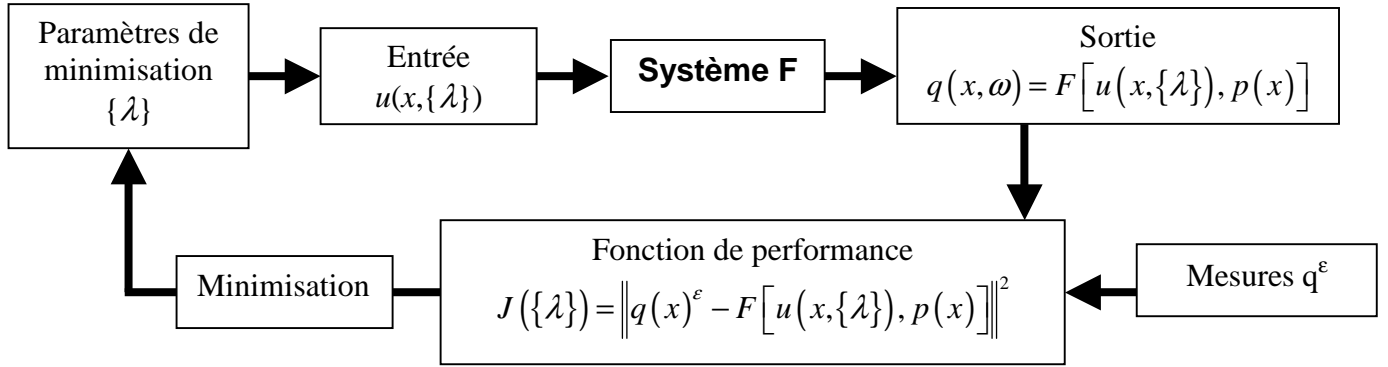 Paramètres de
minimisation
{λ}
Entrée
u(x,{λ})
Système F
Sortie
q(x,ω) = F[u(x,{λ}), p(x)]
Fonction de performance
J({λ}) = ‖q(x)^ε − F[u(x,{λ}), p(x)]‖²
Mesures q^ε
Minimisation